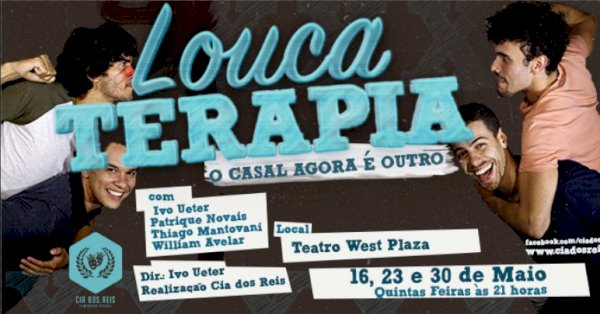 Louca
TERAPIA
O CASAL AGORA É OUTRO
com
Ivo Ueter
Patrique Novais
Thiago Mantovani
William Avelar
Local
Teatro West Plaza
Dir.: Ivo Ueter
Realização Cia dos Reis
16, 23 e 30 de Maio
Quintas Feiras às 21 horas
CIA DOS REIS